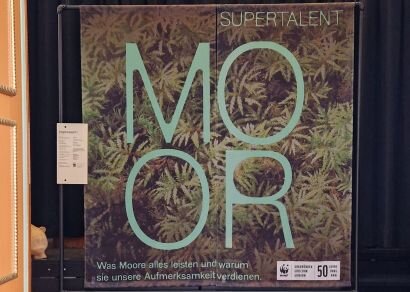 SUPERTALENT
MO
OR
Was Moore alles leisten und warum
sie unsere Aufmerksamkeit verdienen.
WWF
50